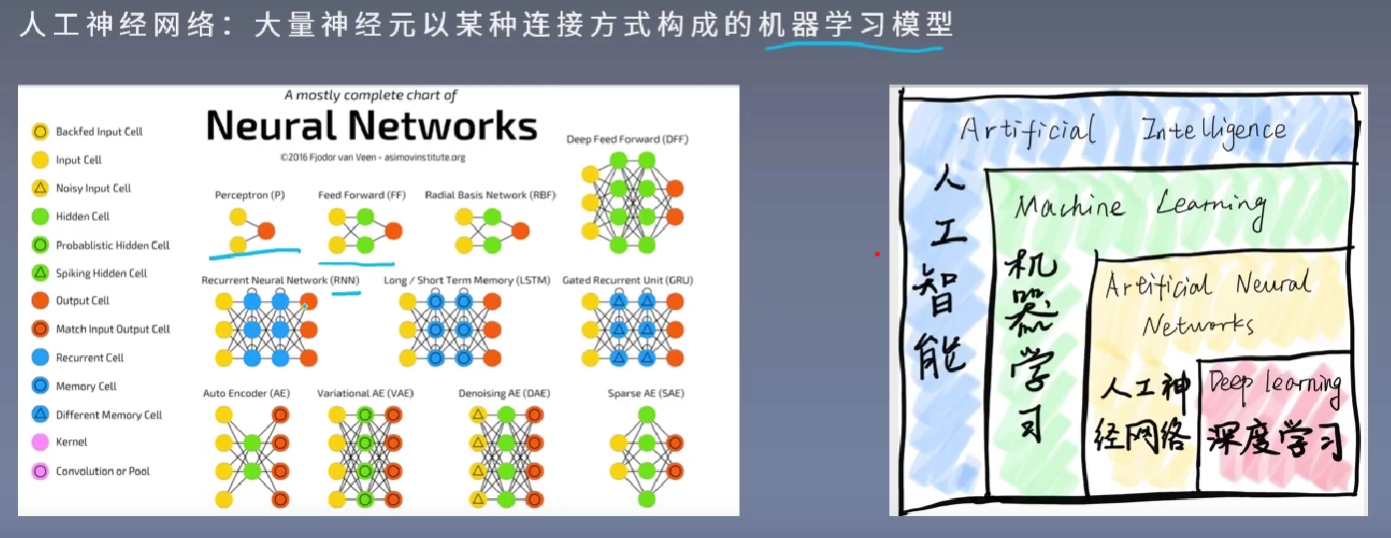 人工神经网络：大量神经元以某种连接方式构成的机器学习模型
A mostly complete chart of
Neural Networks
©2016 Fjodor van Veen - asimovinstitute.org
Backfed Input Cell
Input Cell
Noisy Input Cell
Hidden Cell
Probablistic Hidden Cell
Spiking Hidden Cell
Output Cell
Match Input Output Cell
Recurrent Cell
Memory Cell
Different Memory Cell
Kernel
Convolution or Pool
Deep Feed Forward (DFF)
Perceptron (P)
Feed Forward (FF)
Radial Basis Network (RBF)
Recurrent Neural Network (RNN)
Long / Short Term Memory (LSTM)
Gated Recurrent Unit (GRU)
Auto Encoder (AE)
Variational AE (VAE)
Denoising AE (DAE)
Sparse AE (SAE)
Artificial Intelligence
人工智能
Machine Learning
机器学习
Artificial Neural
Networks
人工神
经网络
Deep learning
深度学习